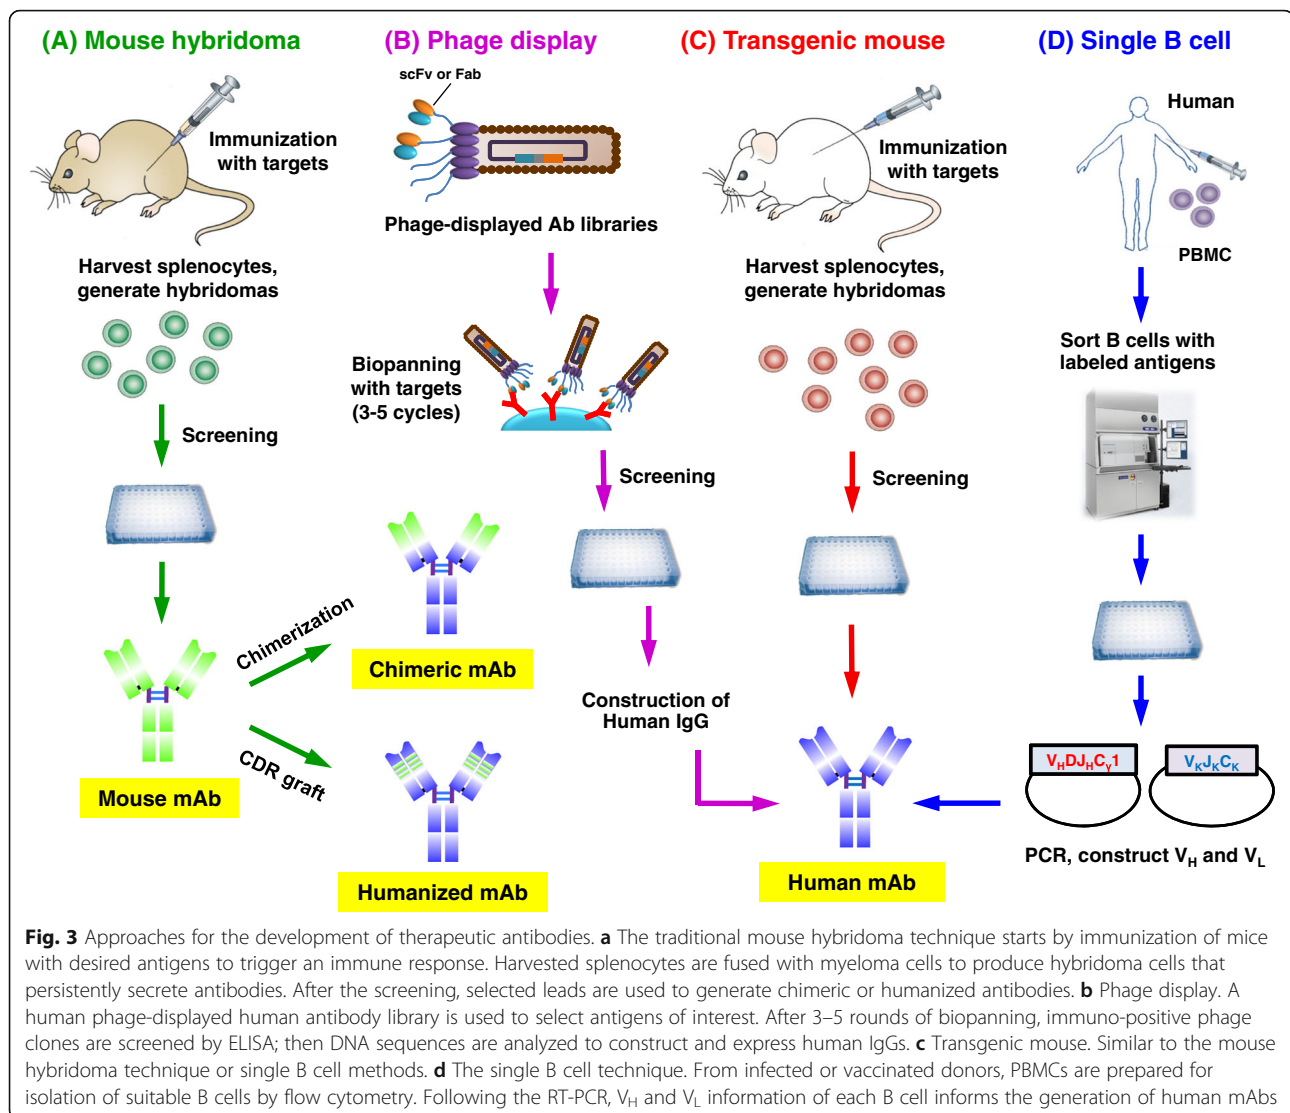 (A) Mouse hybridoma
Immunization
with targets
Harvest splenocytes,
generate hybridomas
Screening
Mouse mAb
Chimerization
CDR graft
Chimeric mAb
Humanized mAb
(B) Phage display
scFv or Fab
Phage-displayed Ab libraries
Biopanning
with targets
(3-5 cycles)
Screening
Construction of
Human IgG
(C) Transgenic mouse
Immunization
with targets
Harvest splenocytes,
generate hybridomas
Screening
Human mAb
(D) Single B cell
Human
PBMC
Sort B cells with
labeled antigens
VHDJHCγ1
VKJKCK
PCR, construct VH and VL
Fig. 3 Approaches for the development of therapeutic antibodies. a The traditional mouse hybridoma technique starts by immunization of mice
with desired antigens to trigger an immune response. Harvested splenocytes are fused with myeloma cells to produce hybridoma cells that
persistently secrete antibodies. After the screening, selected leads are used to generate chimeric or humanized antibodies. b Phage display. A
human phage-displayed human antibody library is used to select antigens of interest. After 3–5 rounds of biopanning, immuno-positive phage
clones are screened by ELISA; then DNA sequences are analyzed to construct and express human IgGs. c Transgenic mouse. Similar to the mouse
hybridoma technique or single B cell methods. d The single B cell technique. From infected or vaccinated donors, PBMCs are prepared for
isolation of suitable B cells by flow cytometry. Following the RT-PCR, VH and VL information of each B cell informs the generation of human mAbs